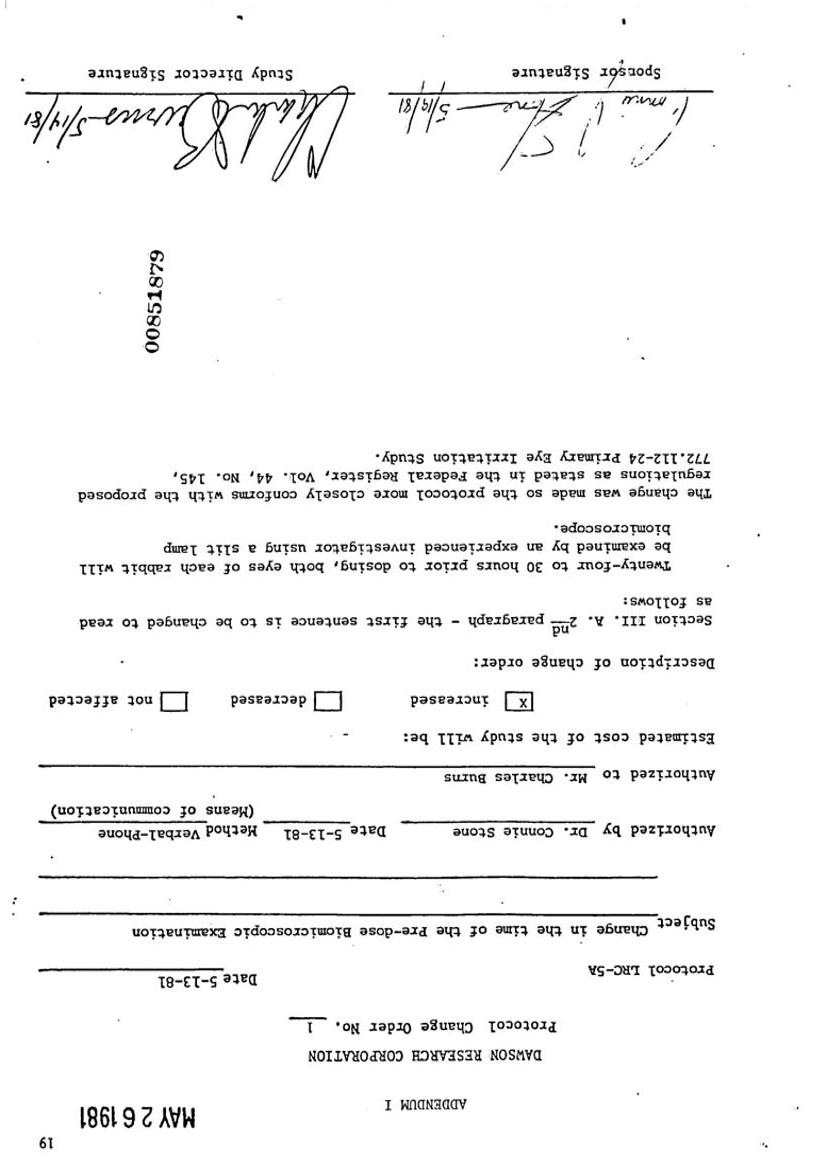 19
MAY 26 1981
ADDENDUM I
DAWSON RESEARCH CORPORATION
Protocol Change Order No. 1
Protocol LRC-5A Date 5-13-81
Subject Change in the time of the Pre-dose Biomicroscopic Examination
Authorized by Dr. Connie Stone Date 5-13-81 Method Verbal-Phone
(Means of communication)
Authorized to Mr. Charles Burns
Estimated cost of the study will be:
X increased decreased not affected
Description of change order:
Section III. A. 2nd paragraph - the first sentence is to be changed to read
as follows:
Twenty-four to 30 hours prior to dosing, both eyes of each rabbit will
be examined by an experienced investigator using a slit lamp
biomicroscope.
The change was made so the protocol more closely conforms with the proposed
regulations as stated in the Federal Register, Vol. 44, No. 145,
772.112-24 Primary Eye Irritation Study.
00851879
Connie Stone 5/19/81 Charles Burns 5/14/81
Sponsor Signature Study Director Signature